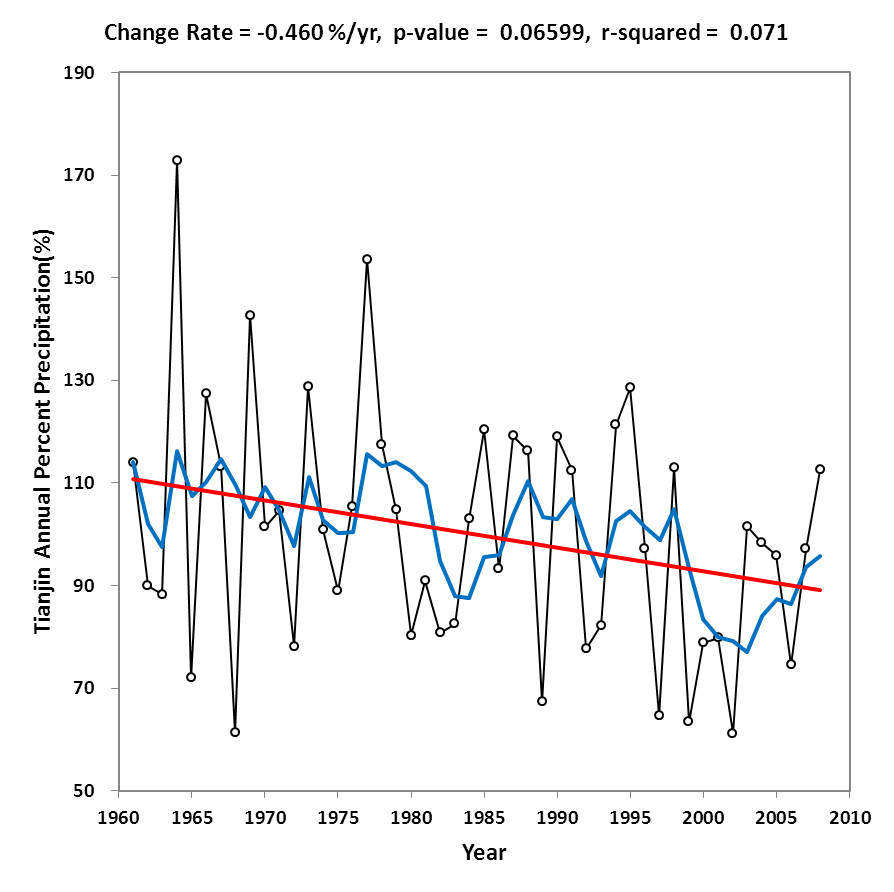 Change Rate = -0.460 %/yr, p-value = 0.06599, r-squared = 0.071
Tianjin Annual Percent Precipitation(%)
190
170
150
130
110
90
70
50
1960 1965 1970 1975 1980 1985 1990 1995 2000 2005 2010
Year